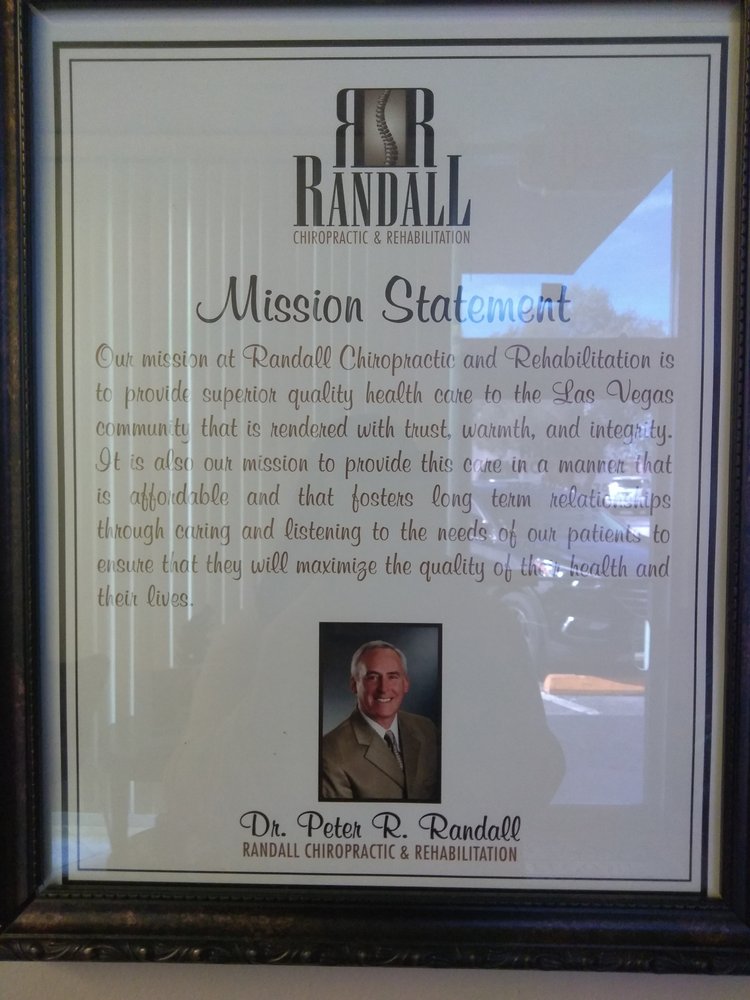 RR
RANDALL
CHIROPRACTIC & REHABILITATION
Mission Statement
Our mission at Randall Chiropractic and Rehabilitation is
to provide superior quality health care to the Las Vegas
community that is rendered with trust, warmth, and integrity.
It is also our mission to provide this care in a manner that
is affordable and that fosters long term relationships
through caring and listening to the needs of our patients to
ensure that they will maximize the quality of their health and
their lives.
Dr. Peter R. Randall
RANDALL CHIROPRACTIC & REHABILITATION